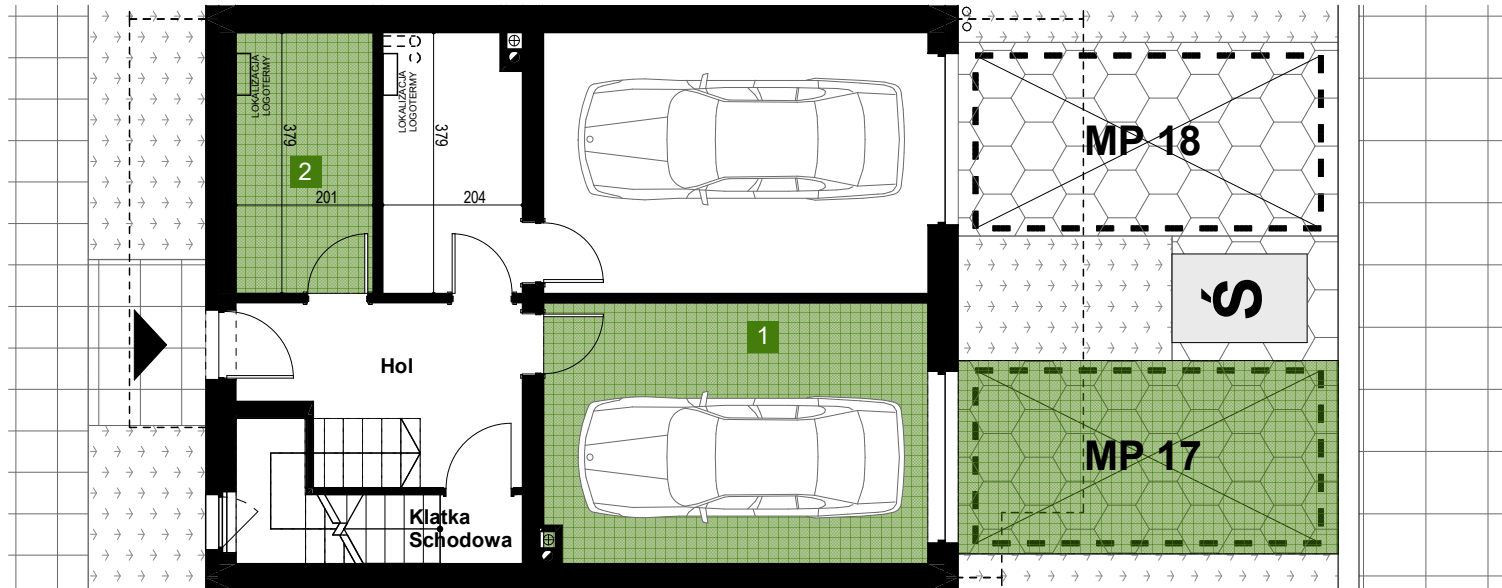 LOKALIZACJA
LOGOTERMY
379
2
201
LOKALIZACJA
LOGOTERMY
379
204
MP 18
Ś
1
Hol
MP 17
Klatka
Schodowa